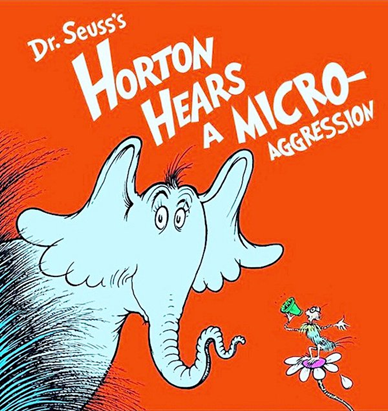 Dr. Seuss's
HORTON
HEARS
A MICRO-
AGGRESSION